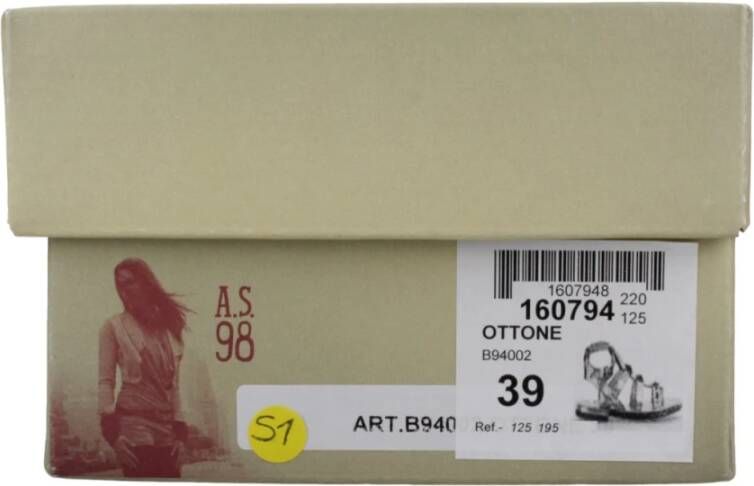 A.S.
98
1607948
160794 220
125
OTTONE
B94002
39
Ref.- 125 195
S1
ART.B940